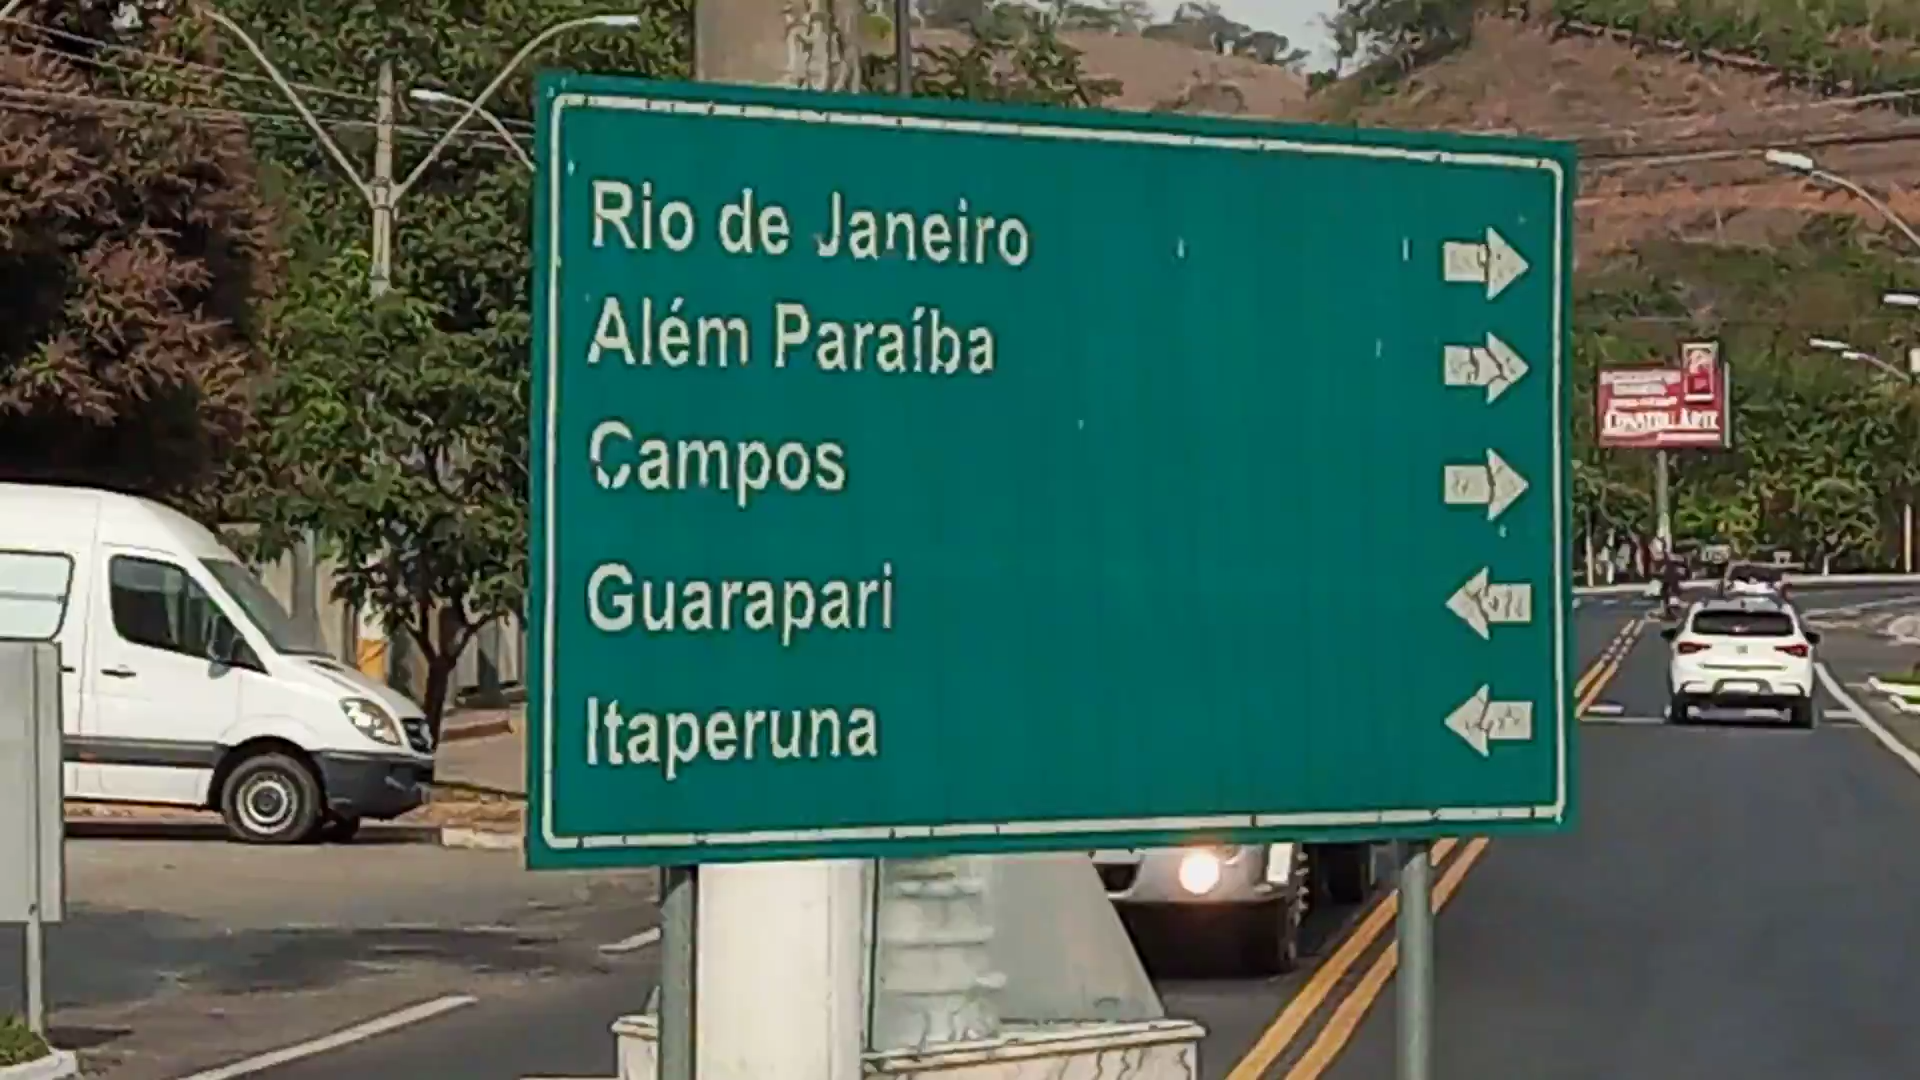 Rio de Janeiro
Além Paraíba
Campos
Guarapari
Itaperuna